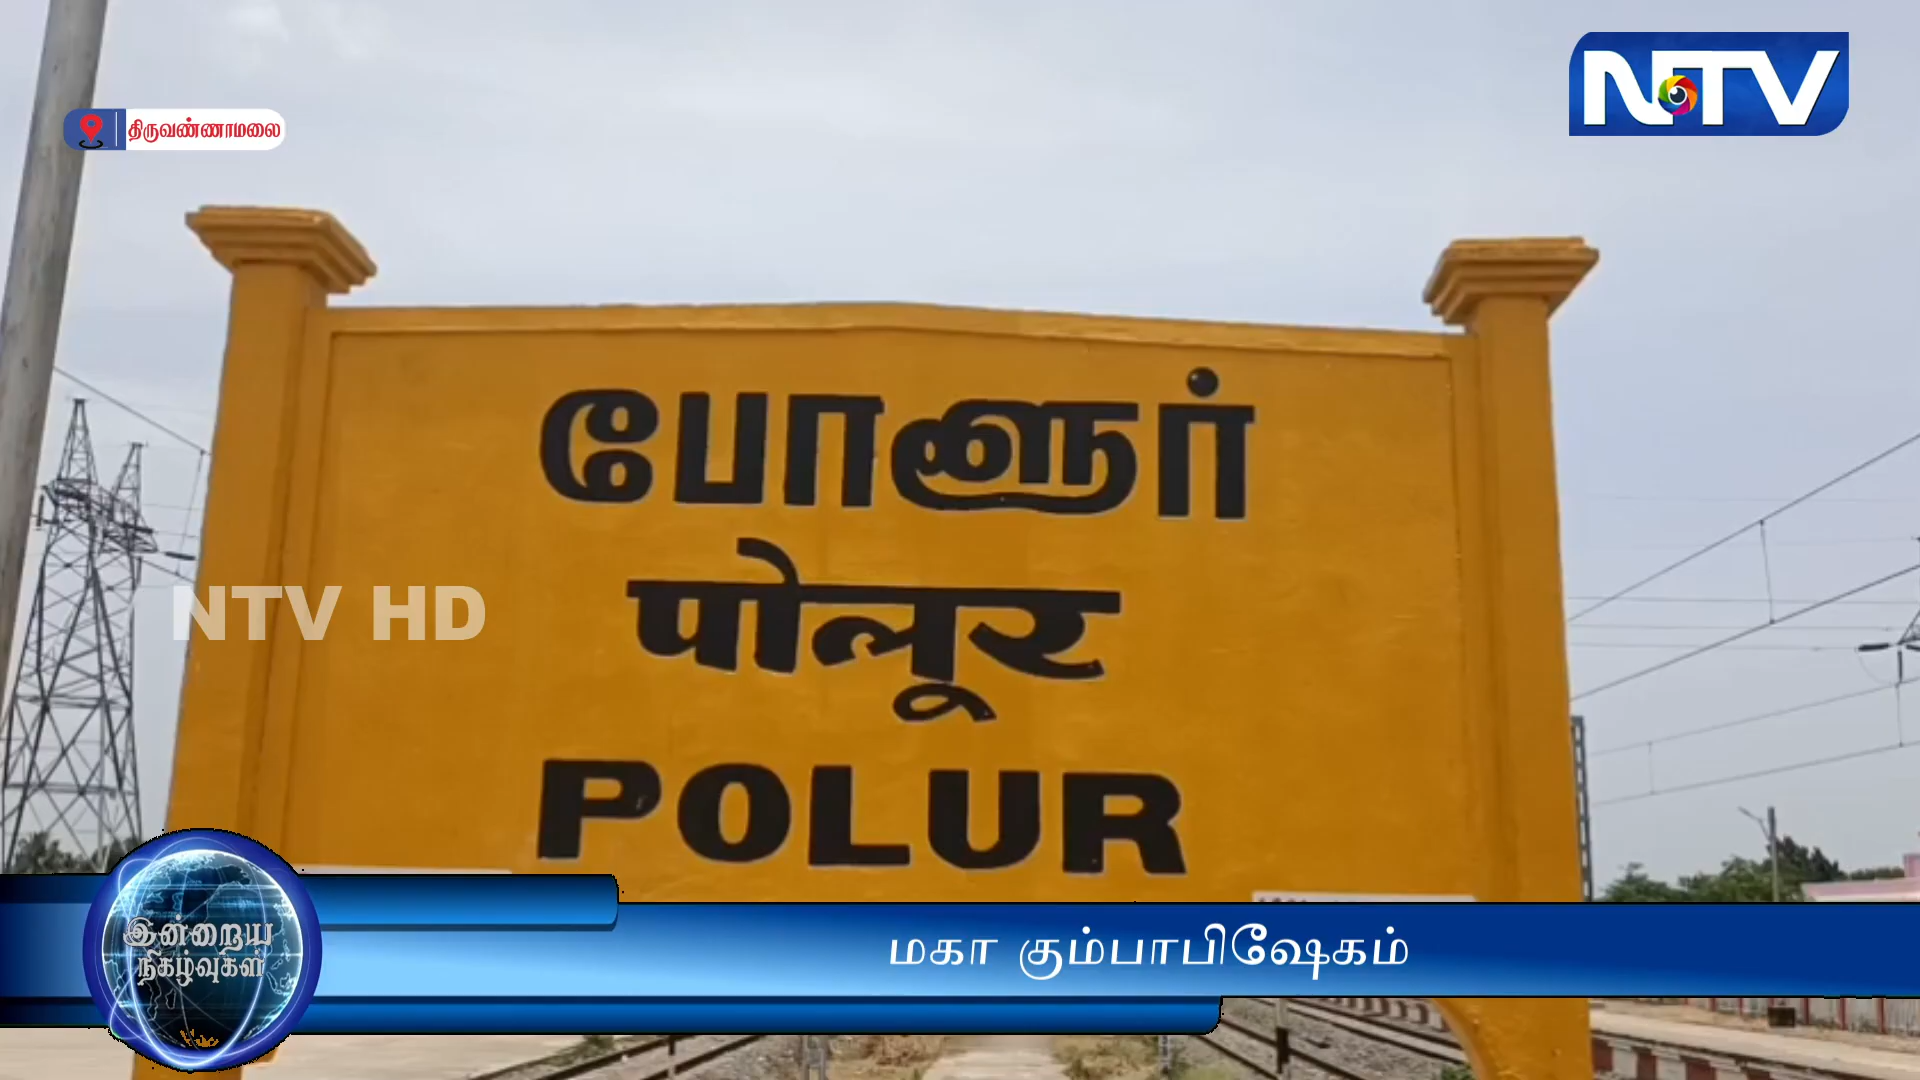 NTV
திருவண்ணாமலை
போளூர்
पोलूर
NTV HD
POLUR
மகா கும்பாபிஷேகம்
இன்றைய
நிகழ்வுகள்